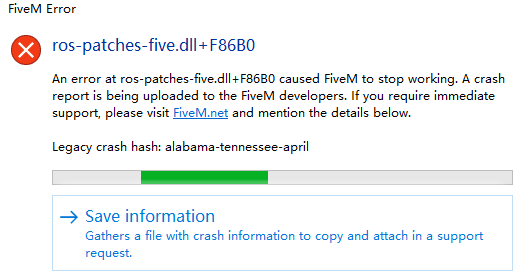 FiveM Error
ros-patches-five.dll+F86B0
An error at ros-patches-five.dll+F86B0 caused FiveM to stop working. A crash
report is being uploaded to the FiveM developers. If you require immediate
support, please visit FiveM.net and mention the details below.
Legacy crash hash: alabama-tennessee-april
Save information
Gathers a file with crash information to copy and attach in a support
request.